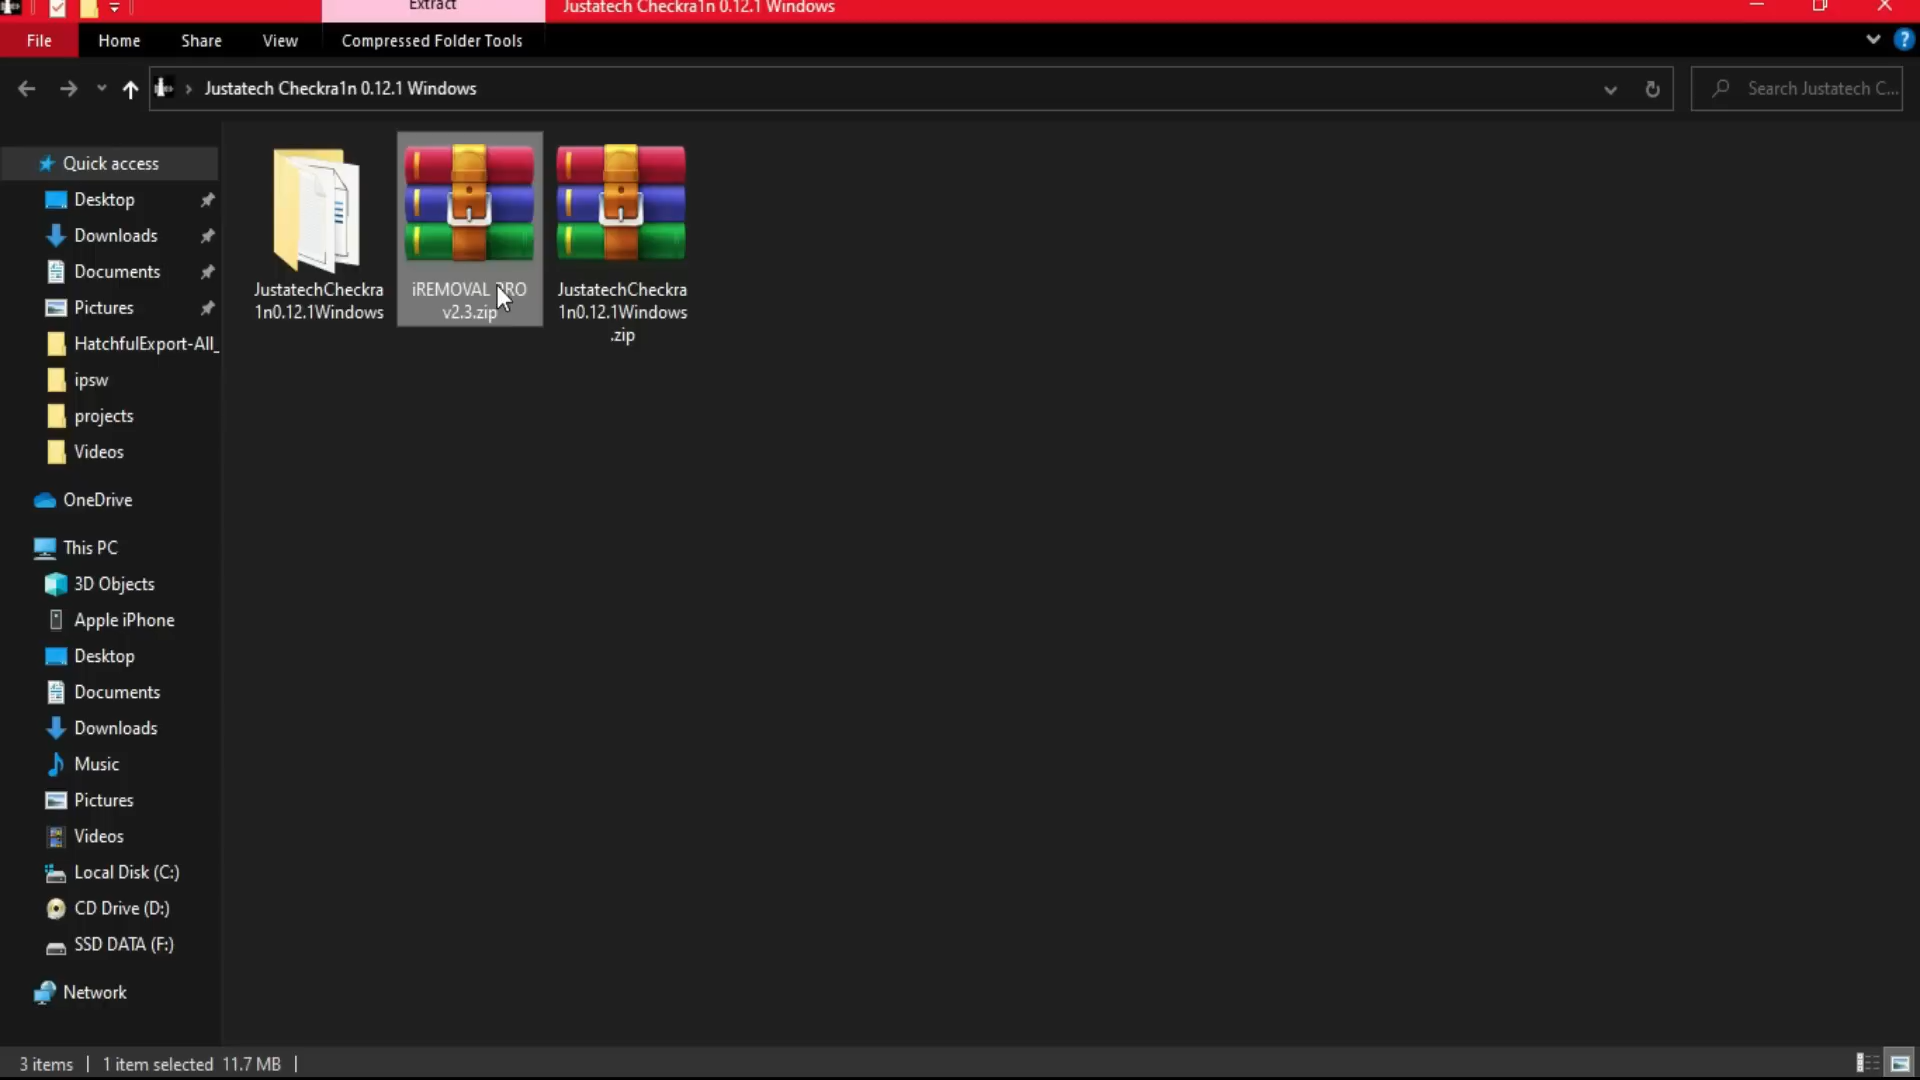 Extract
Justatech Checkra1n 0.12.1 Windows
File
Home
Share
View
Compressed Folder Tools
Justatech Checkra1n 0.12.1 Windows
Search Justatech C...
Quick access
Desktop
Downloads
Documents
Pictures
HatchfulExport-All_
ipsw
projects
Videos
OneDrive
This PC
3D Objects
Apple iPhone
Desktop
Documents
Downloads
Music
Pictures
Videos
Local Disk (C:)
CD Drive (D:)
SSD DATA (F:)
Network
JustatechCheckra
1n0.12.1Windows
iREMOVAL PRO
v2.3.zip
JustatechCheckra
1n0.12.1Windows
.zip
3 items
1 item selected 11.7 MB